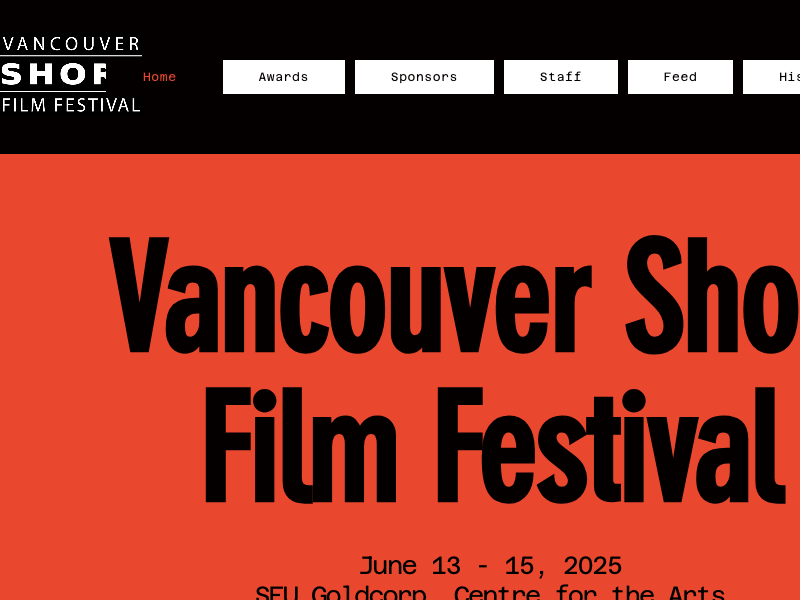 VANCOUVER
SHOR
FILM FESTIVAL
Home
Awards
Sponsors
Staff
Feed
His
Vancouver Sho
Film Festival
June 13 - 15, 2025
SFU Goldcorp. Centre for the Arts